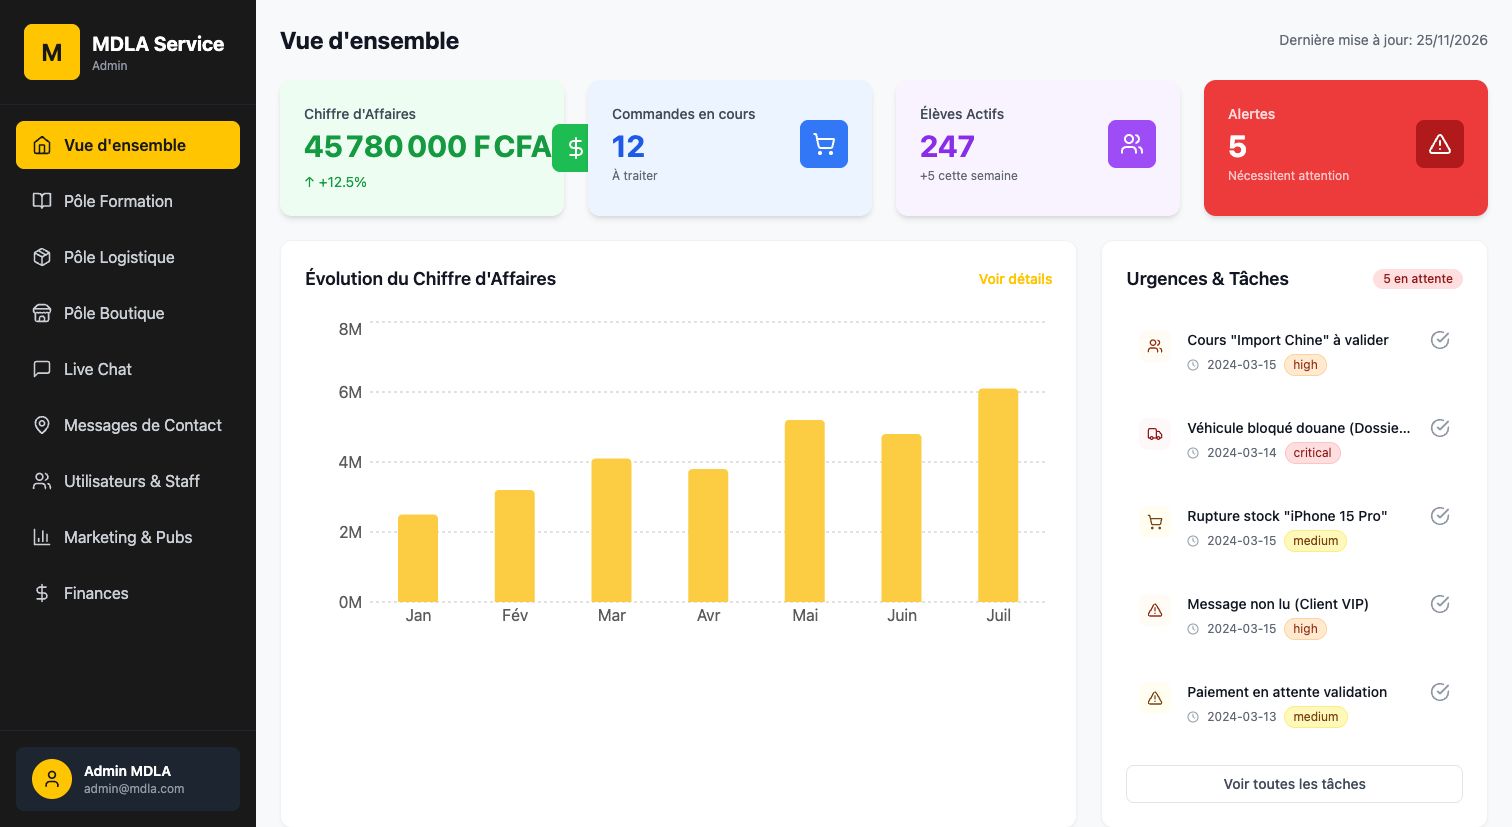 M
MDLA Service
Admin
Vue d'ensemble
Pôle Formation
Pôle Logistique
Pôle Boutique
Live Chat
Messages de Contact
Utilisateurs & Staff
Marketing & Pubs
Finances
Admin MDLA
admin@mdla.com
Vue d'ensemble
Dernière mise à jour: 25/11/2026
Chiffre d'Affaires
45 780 000 F CFA
↑ +12.5%
Commandes en cours
12
À traiter
Élèves Actifs
247
+5 cette semaine
Alertes
5
Nécessitent attention
Évolution du Chiffre d'Affaires
Voir détails
8M
6M
4M
2M
0M
Jan Fév Mar Avr Mai Juin Juil
Urgences & Tâches
5 en attente
Cours "Import Chine" à valider
2024-03-15 high
Véhicule bloqué douane (Dossie...
2024-03-14 critical
Rupture stock "iPhone 15 Pro"
2024-03-15 medium
Message non lu (Client VIP)
2024-03-15 high
Paiement en attente validation
2024-03-13 medium
Voir toutes les tâches